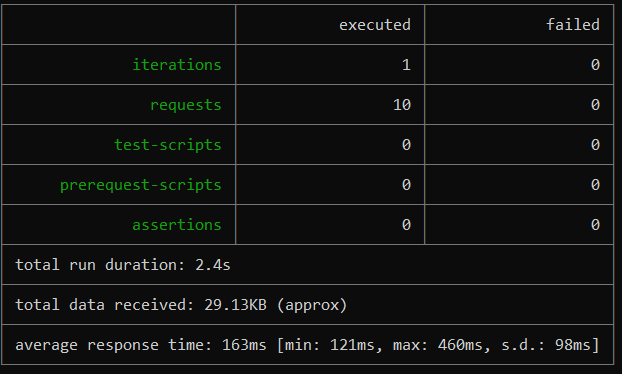 executed failed
iterations 1 0
requests 10 0
test-scripts 0 0
prerequest-scripts 0 0
assertions 0 0
total run duration: 2.4s
total data received: 29.13KB (approx)
average response time: 163ms [min: 121ms, max: 460ms, s.d.: 98ms]